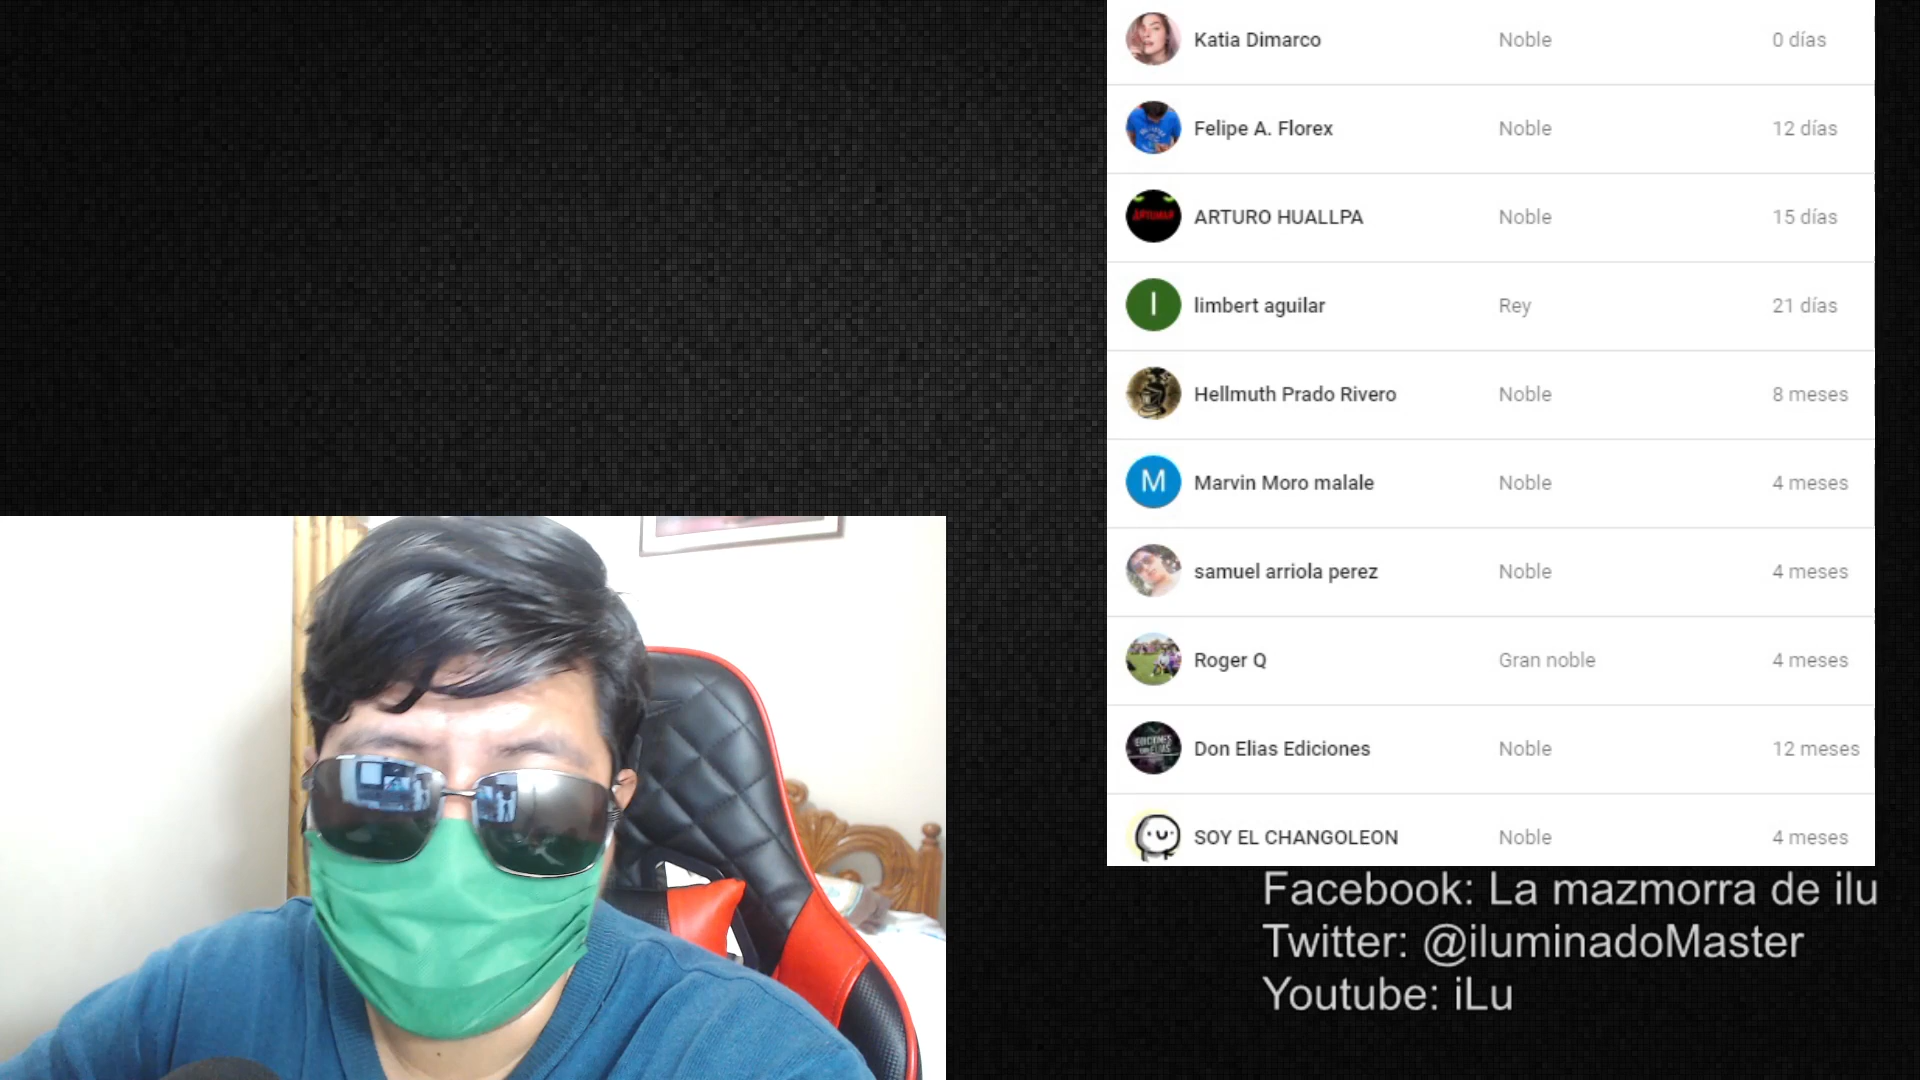 Katia Dimarco Noble 0 días
Felipe A. Florex Noble 12 días
ARTURO HUALLPA Noble 15 días
l limbert aguilar Rey 21 días
Hellmuth Prado Rivero Noble 8 meses
M Marvin Moro malale Noble 4 meses
samuel arriola perez Noble 4 meses
Roger Q Gran noble 4 meses
EDICIONES Don Elias Ediciones Noble 12 meses
SOY EL CHANGOLEON Noble 4 meses
Facebook: La mazmorra de ilu
Twitter: @iluminadoMaster
Youtube: iLu